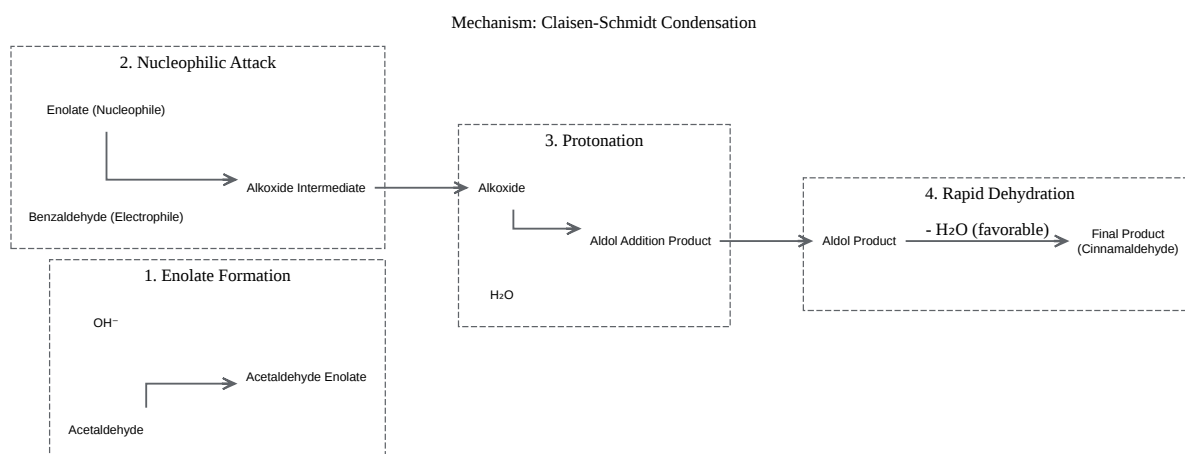 Mechanism: Claisen-Schmidt Condensation
2. Nucleophilic Attack
Enolate (Nucleophile)
Alkoxide Intermediate
Benzaldehyde (Electrophile)
1. Enolate Formation
OH⁻
Acetaldehyde Enolate
Acetaldehyde
3. Protonation
Alkoxide
Aldol Addition Product
H₂O
4. Rapid Dehydration
- H₂O (favorable)
Aldol Product
Final Product
(Cinnamaldehyde)